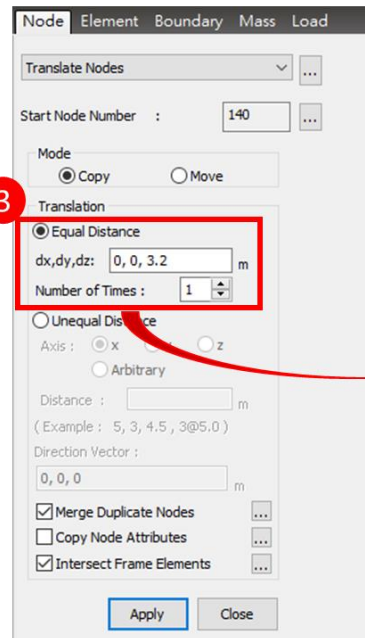 Node Element Boundary Mass Load
Translate Nodes
...
Start Node Number : 140 ...
Mode
Copy Move
3
Translation
Equal Distance
dx,dy,dz: 0, 0, 3.2 m
Number of Times : 1
Unequal Distance
Axis : x z
Arbitrary
Distance : m
( Example : 5, 3, 4.5 , 3@5.0 )
Direction Vector :
0, 0, 0 m
Merge Duplicate Nodes ...
Copy Node Attributes ...
Intersect Frame Elements ...
Apply Close